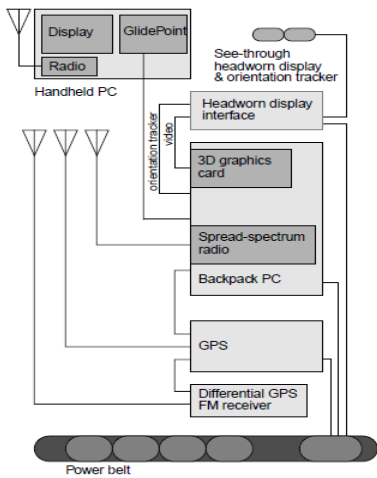 Display
GlidePoint
Radio
Handheld PC
See-through
headworn display
& orientation tracker
Headworn display
interface
orientation tracker
video
3D graphics
card
Spread-spectrum
radio
Backpack PC
GPS
Differential GPS
FM receiver
Power belt